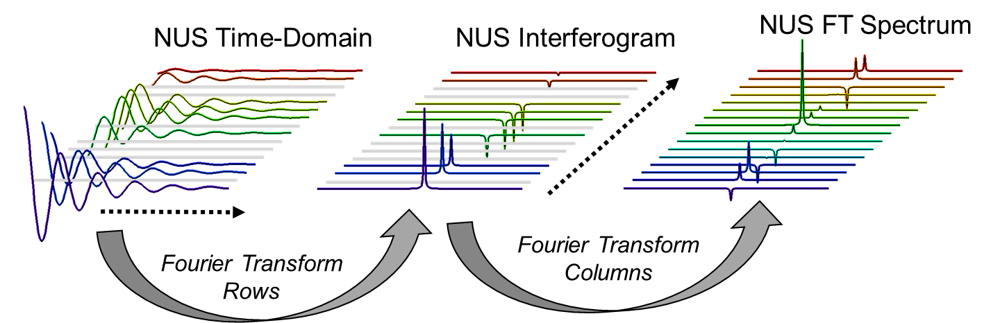 NUS Time-Domain
NUS Interferogram
NUS FT Spectrum
Fourier Transform
Rows
Fourier Transform
Columns